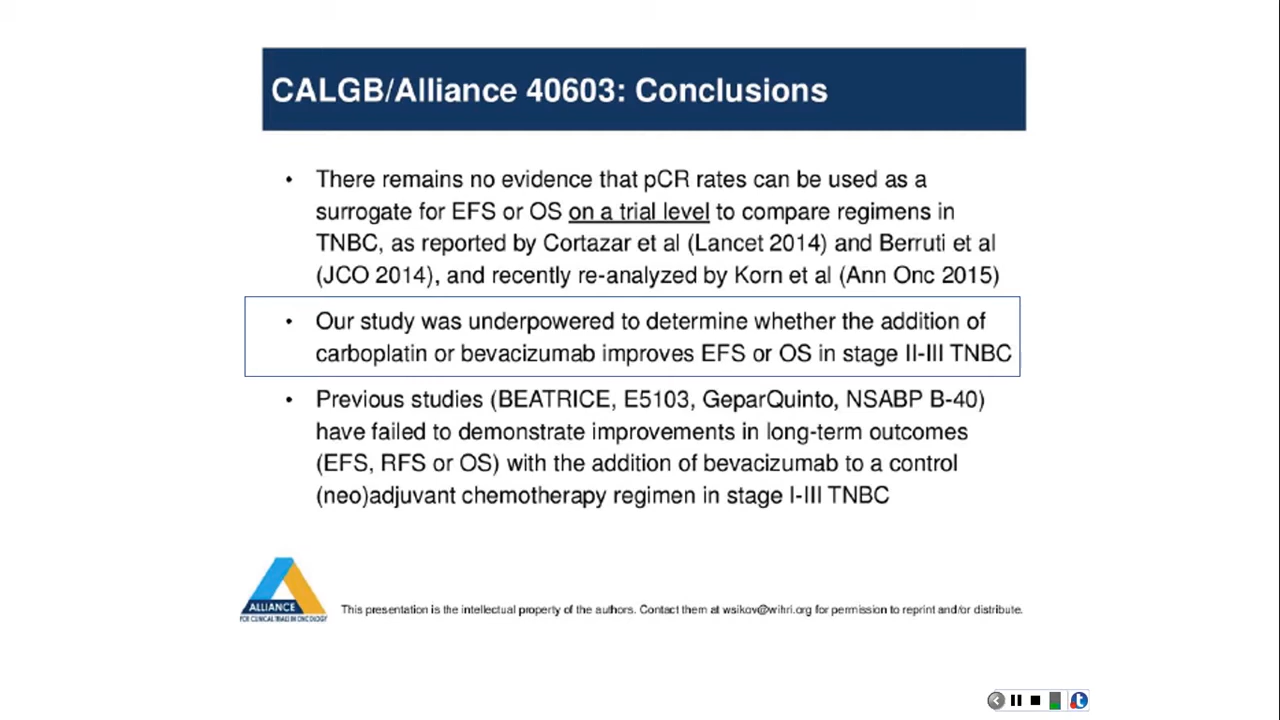 CALGB/Alliance 40603: Conclusions
• There remains no evidence that pCR rates can be used as a
surrogate for EFS or OS on a trial level to compare regimens in
TNBC, as reported by Cortazar et al (Lancet 2014) and Berruti et al
(JCO 2014), and recently re-analyzed by Korn et al (Ann Onc 2015)
• Our study was underpowered to determine whether the addition of
carboplatin or bevacizumab improves EFS or OS in stage II-III TNBC
• Previous studies (BEATRICE, E5103, GeparQuinto, NSABP B-40)
have failed to demonstrate improvements in long-term outcomes
(EFS, RFS or OS) with the addition of bevacizumab to a control
(neo)adjuvant chemotherapy regimen in stage I-III TNBC
ALLIANCE
FOR CLINICAL TRIALS IN ONCOLOGY
This presentation is the intellectual property of the authors. Contact them at wsikov@wihri.org for permission to reprint and/or distribute.
t